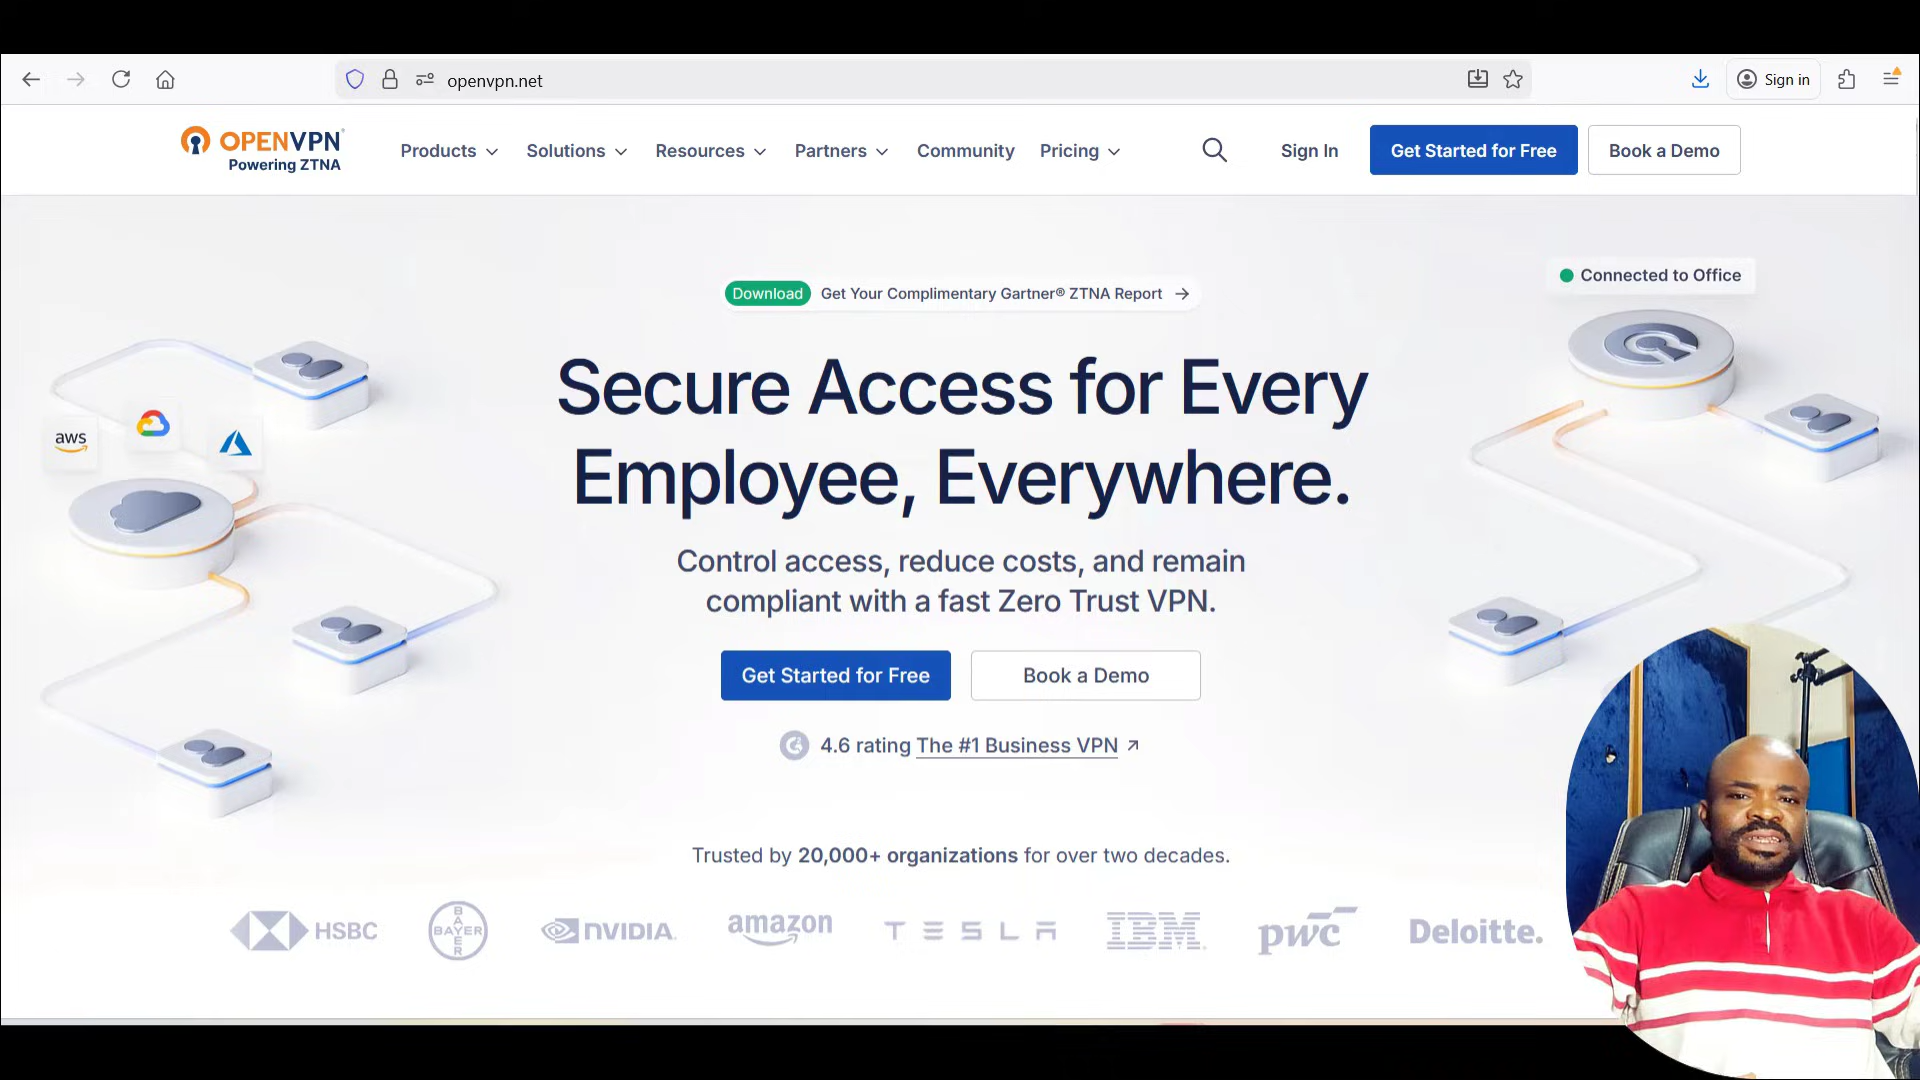 openvpn.net
Sign in
OPENVPN
Powering ZTNA
Products
Solutions
Resources
Partners
Community
Pricing
Sign In
Get Started for Free
Book a Demo
Download Get Your Complimentary Gartner® ZTNA Report →
Connected to Office
aws
Secure Access for Every
Employee, Everywhere.
Control access, reduce costs, and remain
compliant with a fast Zero Trust VPN.
Get Started for Free
Book a Demo
4.6 rating The #1 Business VPN
Trusted by 20,000+ organizations for over two decades.
HSBC
BAYER
BAYER
NVIDIA.
amazon
TESLA
IBM
pwc
Deloitte.